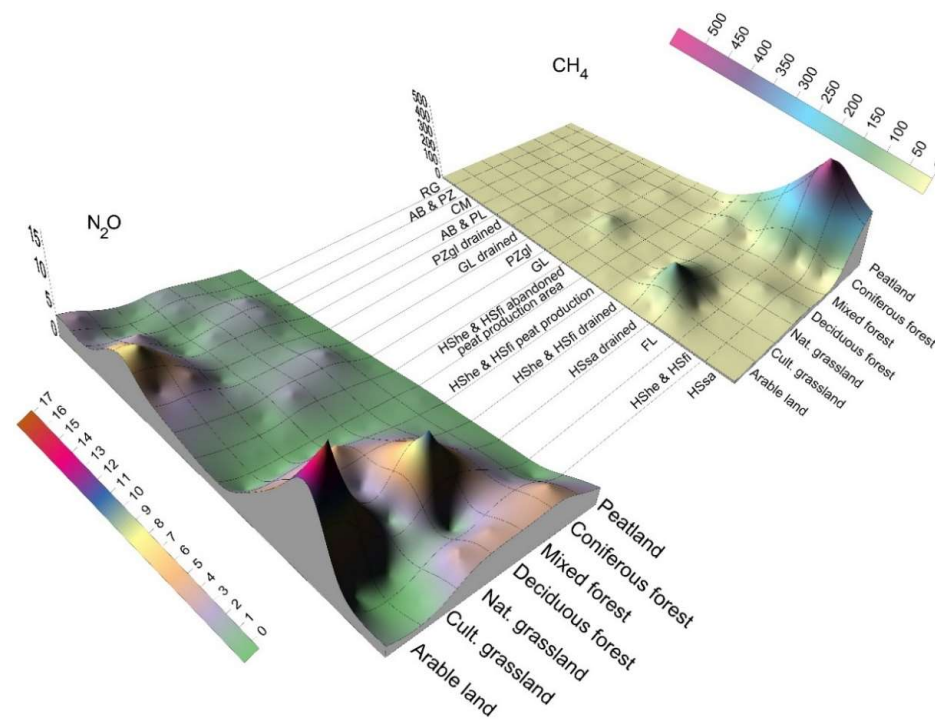 CH4
500
450
400
350
300
250
200
150
100
50
500
400
300
200
100
0
N2O
15
10
5
0
RG
AB & PZ
CM
AB & PL
PZgl drained
GL drained
PZgl
GL
HShe & HSfi abandoned
peat production area
HShe & HSfi peat production
HShe & HSfi drained
HSsa drained
FL
HShe & HSfi
HSsa
Peatland
Coniferous forest
Mixed forest
Deciduous forest
Nat. grassland
Cult. grassland
Arable land
17
16
15
14
13
12
11
10
9
8
7
6
5
4
3
2
1
0
Peatland
Coniferous forest
Mixed forest
Deciduous forest
Nat. grassland
Cult. grassland
Arable land